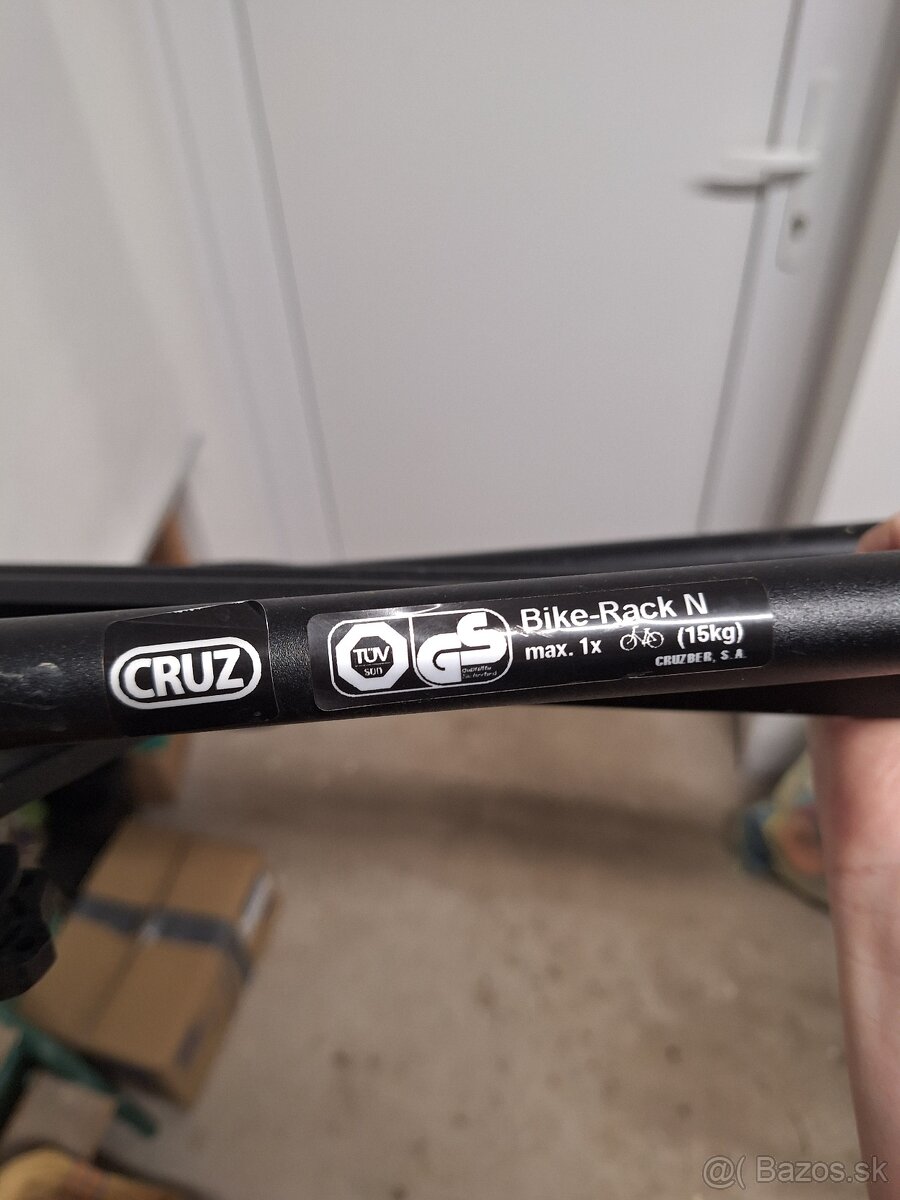 CRUZ
TÜV
SÜD
GS
Bike-Rack N
max. 1x (15kg)
CRUZBER, S.A.
@( Bazos.sk